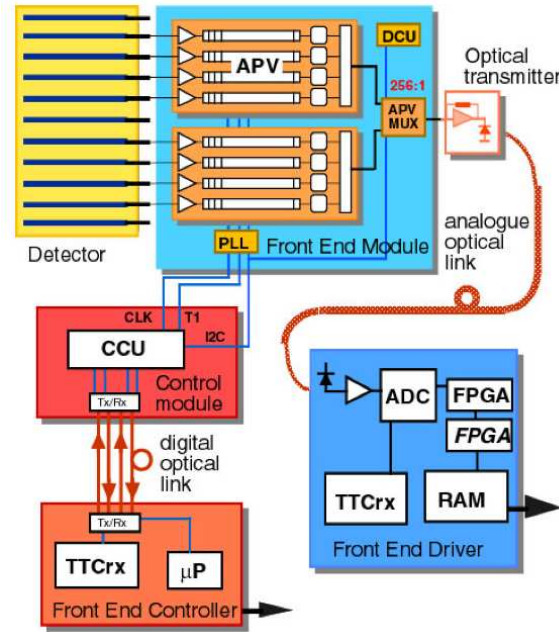 DCU
Optical
transmitter
APV
256:1
APV
MUX
PLL
Front End Module
Detector
analogue
optical
link
CLK
T1
I2C
CCU
Control
module
Tx/Rx
digital
optical
link
ADC
FPGA
FPGA
TTCrx
RAM
Front End Driver
Tx/Rx
TTCrx
µP
Front End Controller